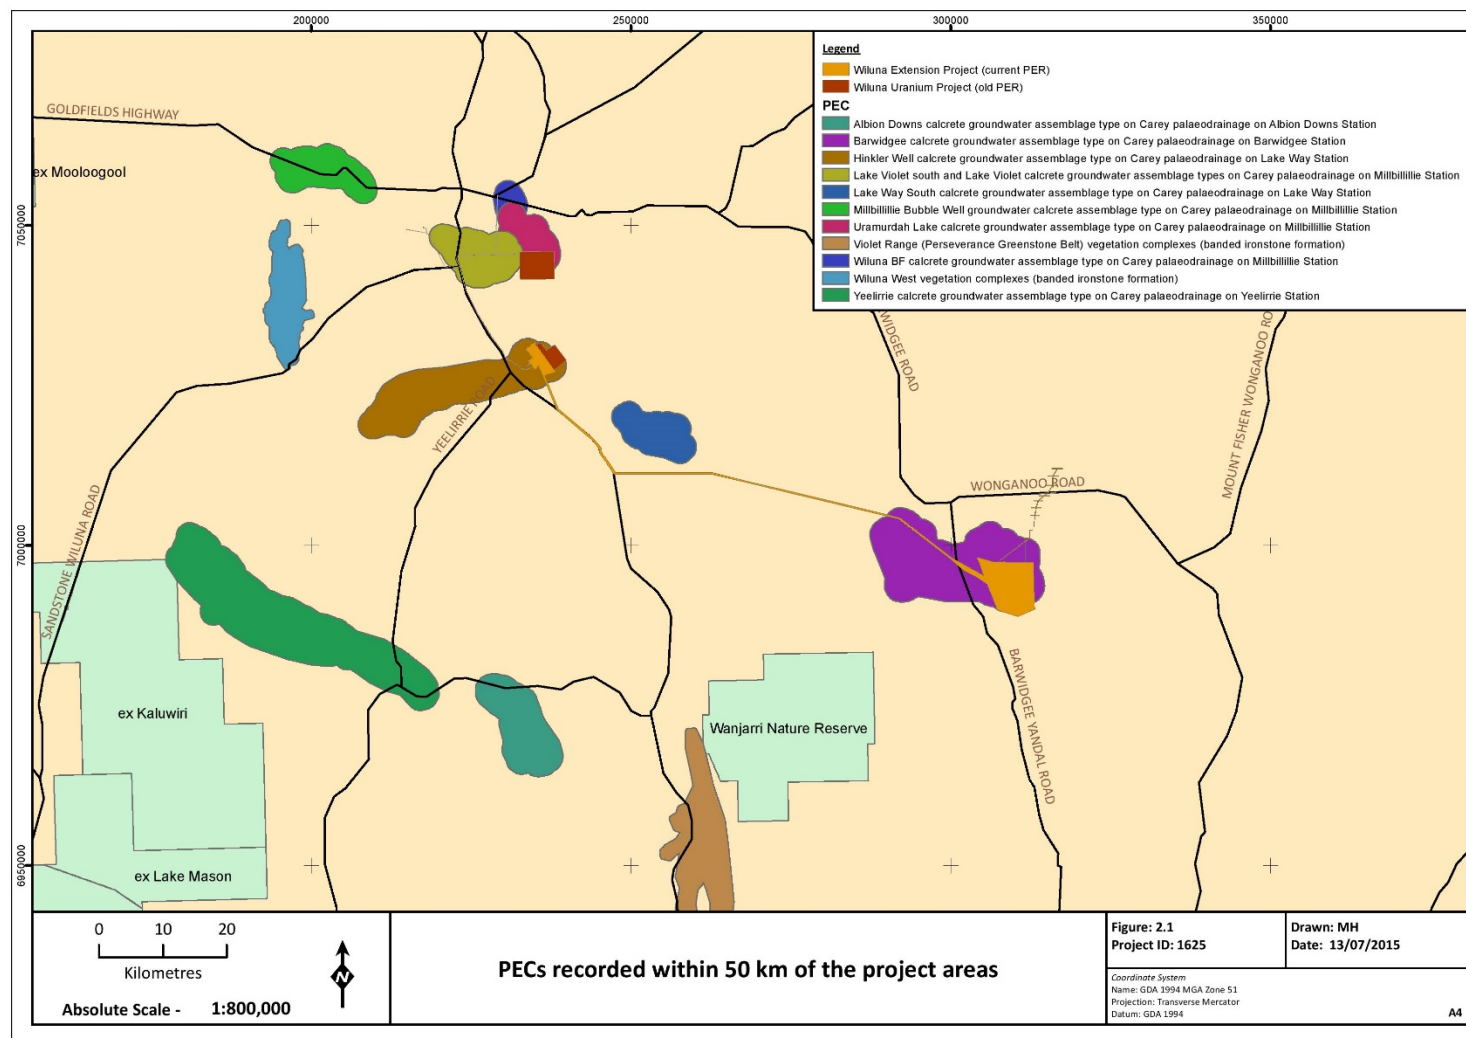 200000
250000
300000
350000
7050000
7000000
6950000
Legend
Wiluna Extension Project (current PER)
Wiluna Uranium Project (old PER)
PEC
Albion Downs calcrete groundwater assemblage type on Carey palaeodrainage on Albion Downs Station
Barwidgee calcrete groundwater assemblage type on Carey palaeodrainage on Barwidgee Station
Hinkler Well calcrete groundwater assemblage type on Carey palaeodrainage on Lake Way Station
Lake Violet south and Lake Violet calcrete groundwater assemblage types on Carey palaeodrainage on Millbillillie Station
Lake Way South calcrete groundwater assemblage type on Carey palaeodrainage on Lake Way Station
Millbillillie Bubble Well groundwater calcrete assemblage type on Carey palaeodrainage on Millbillillie Station
Uramurdah Lake calcrete groundwater assemblage type on Carey palaeodrainage on Millbillillie Station
Violet Range (Perseverance Greenstone Belt) vegetation complexes (banded ironstone formation)
Wiluna BF calcrete groundwater assemblage type on Carey palaeodrainage on Millbillillie Station
Wiluna West vegetation complexes (banded ironstone formation)
Yeelirrie calcrete groundwater assemblage type on Carey palaeodrainage on Yeelirrie Station
GOLDFIELDS HIGHWAY
ex Mooloogool
WIDGEE ROAD
MOUNT FISHER WONGANOO RO
YEELIRRIE ROAD
WONGANOO ROAD
SANDSTONE WILUNA ROAD
BARWIDGEE YANDAL ROAD
ex Kaluwiri
Wanjarri Nature Reserve
ex Lake Mason
0 10 20
Kilometres
Absolute Scale - 1:800,000
N
PECs recorded within 50 km of the project areas
Figure: 2.1
Project ID: 1625
Drawn: MH
Date: 13/07/2015
Coordinate System
Name: GDA 1994 MGA Zone 51
Projection: Transverse Mercator
Datum: GDA 1994
A4